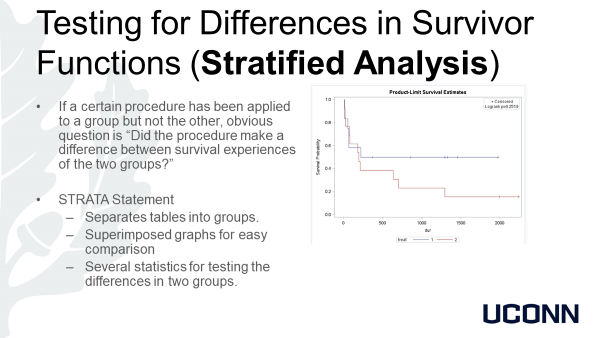 Testing for Differences in Survivor
Functions (Stratified Analysis)
• If a certain procedure has been applied
to a group but not the other, obvious
question is “Did the procedure make a
difference between survival experiences
of the two groups?”
• STRATA Statement
– Separates tables into groups.
– Superimposed graphs for easy
comparison
– Several statistics for testing the
differences in two groups.
Product-Limit Survival Estimates
+ Censored
Logrank
1.0
0.8
0.6
0.4
0.2
0.0
Survival Probability
0 500 1000 1500 2000
dur
treat 1 2
UCONN